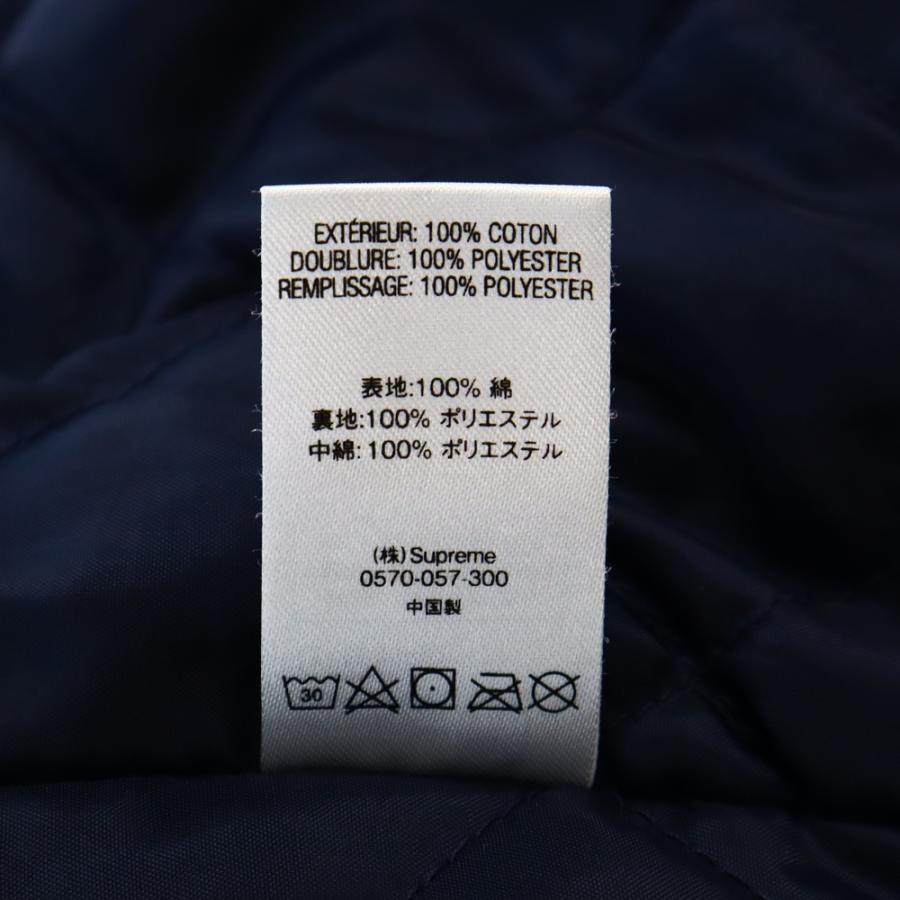 EXTÉRIEUR: 100% COTON
DOUBLURE: 100% POLYESTER
REMPLISSAGE: 100% POLYESTER
表地:100% 綿
裏地:100% ポリエステル
中綿:100% ポリエステル
(株)Supreme
0570-057-300
中国製
30